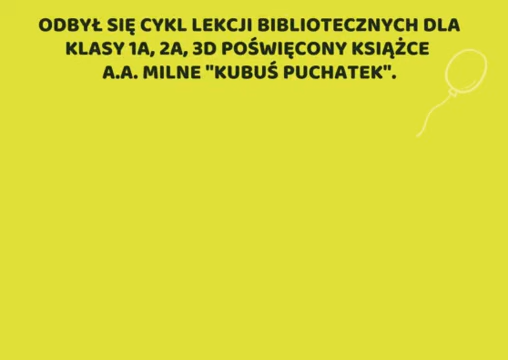 ODBYŁ SIĘ CYKL LEKCJI BIBLIOTECZNYCH DLA
KLASY 1A, 2A, 3D POŚWIĘCONY KSIĄŻCE
A.A. MILNE "KUBUŚ PUCHATEK".